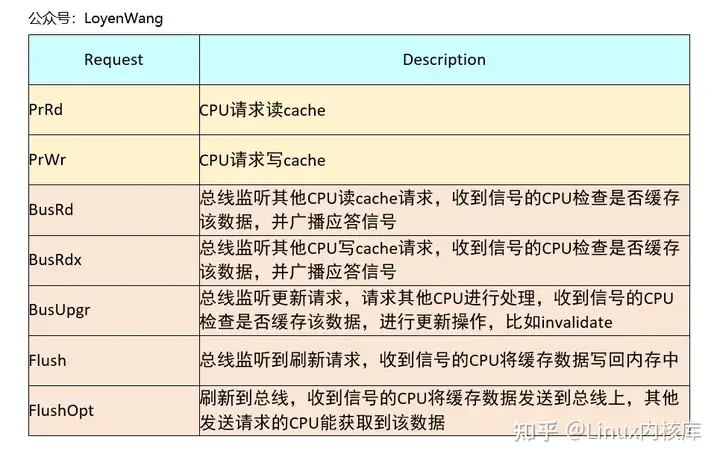 公众号：LoyenWang
Request
Description
PrRd
CPU请求读cache
PrWr
CPU请求写cache
BusRd
总线监听其他CPU读cache请求，收到信号的CPU检查是否缓存
该数据，并广播应答信号
BusRdx
总线监听其他CPU写cache请求，收到信号的CPU检查是否缓存
该数据，并广播应答信号
BusUpgr
总线监听更新请求，请求其他CPU进行处理，收到信号的CPU
检查是否缓存该数据，进行更新操作，比如invalidate
Flush
总线监听到刷新请求，收到信号的CPU将缓存数据写回内存中
FlushOpt
刷新到总线，收到信号的CPU将缓存数据发送到总线上，其他
发送请求的CPU能获取到该数据
知乎 @Linux内核库